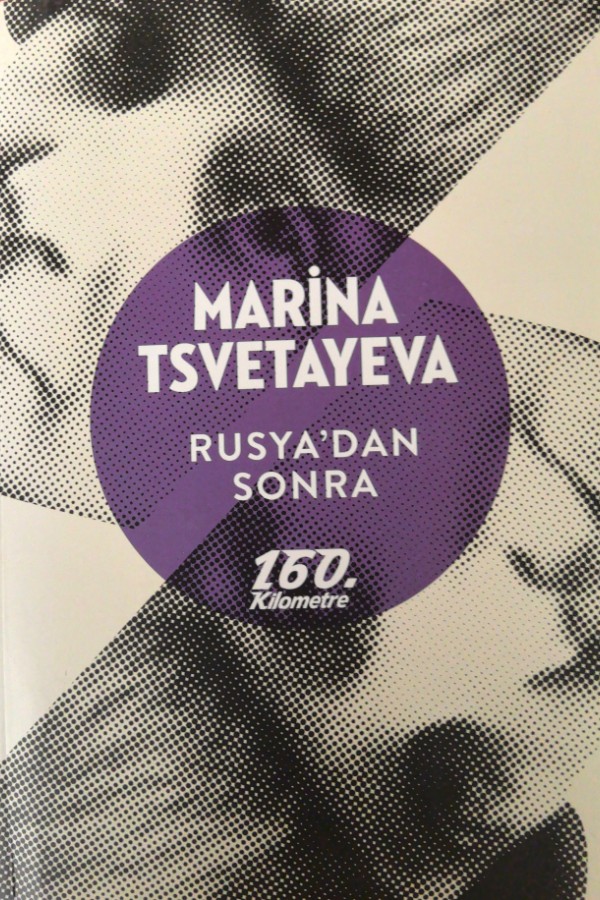 MARİNA
TSVETAYEVA
RUSYA'DAN
SONRA
160.
Kilometre